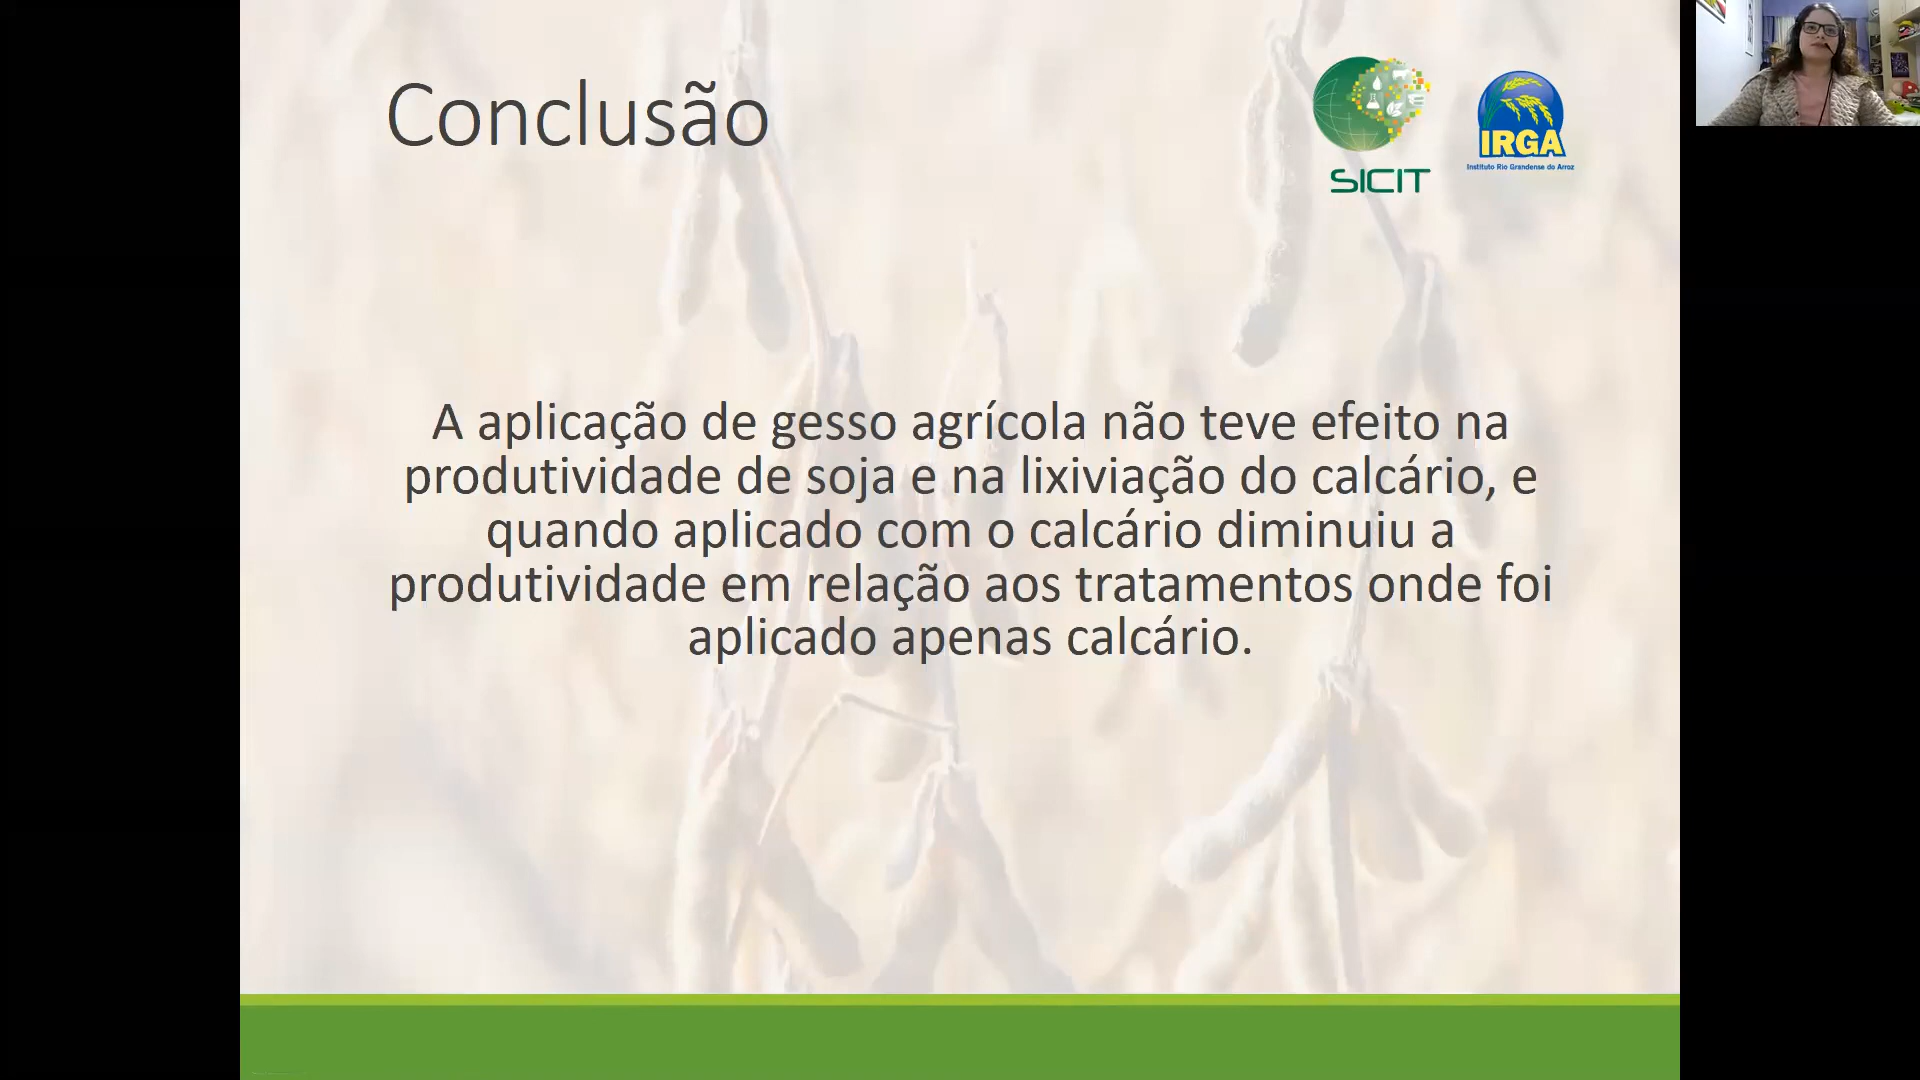 Conclusão
SICIT
IRGA
Instituto Rio Grandense do Arroz
A aplicação de gesso agrícola não teve efeito na
produtividade de soja e na lixiviação do calcário, e
quando aplicado com o calcário diminuiu a
produtividade em relação aos tratamentos onde foi
aplicado apenas calcário.